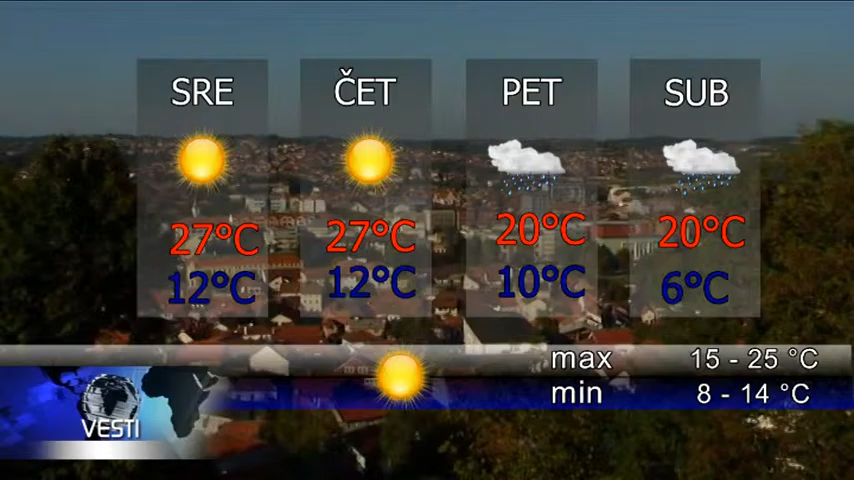 SRE
27°C
12°C
ČET
27°C
12°C
PET
20°C
10°C
SUB
20°C
6°C
max 15 - 25 °C
min 8 - 14 °C
VESTI